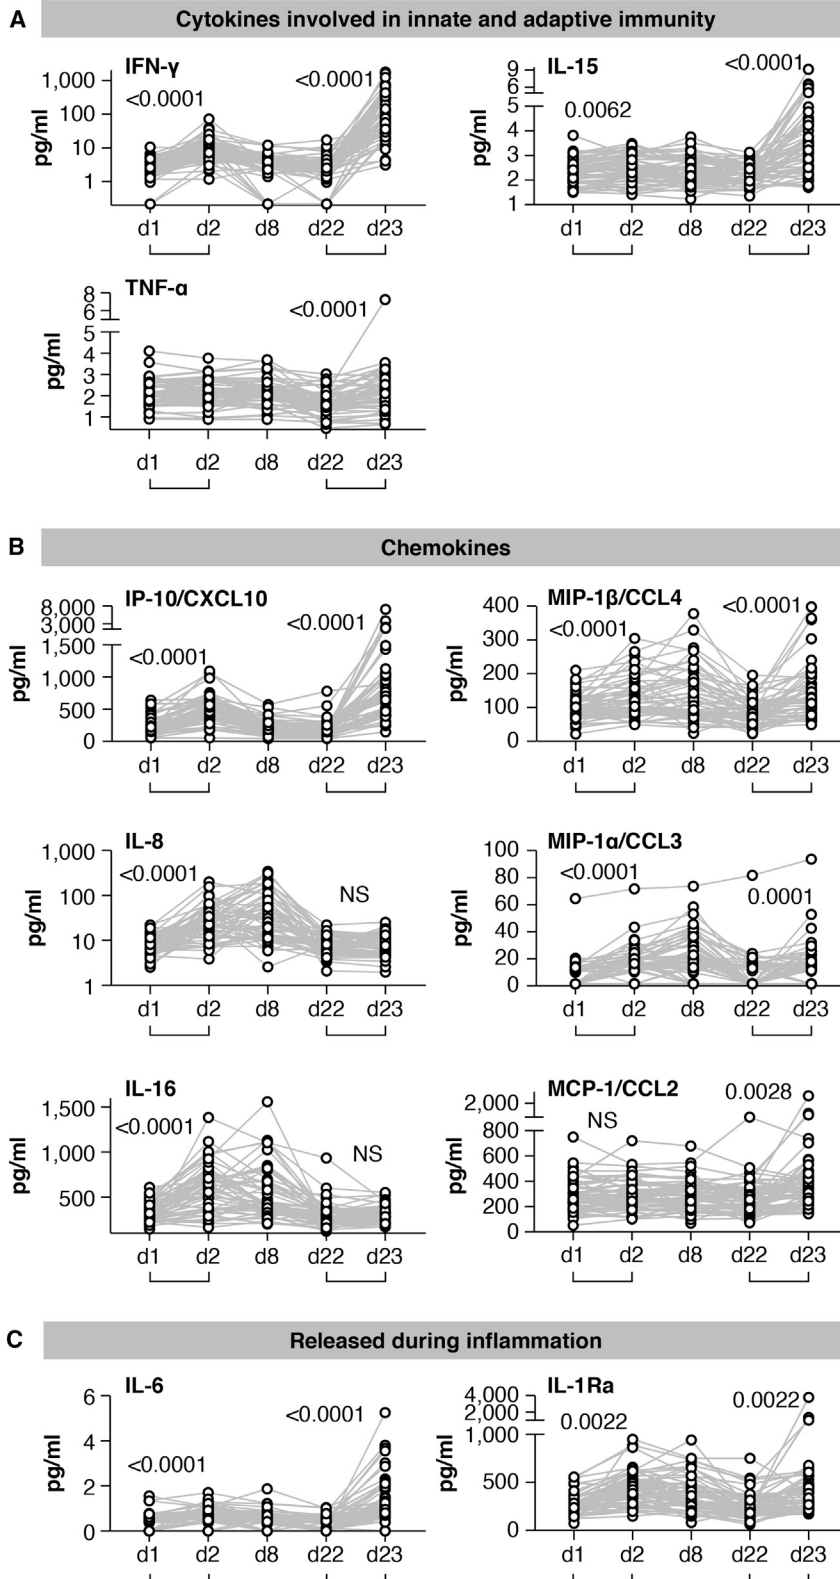 A Cytokines involved in innate and adaptive immunity
IFN-γ
<0.0001
<0.0001
1,000
100
10
1
pg/ml
d1 d2 d8 d22 d23
IL-15
0.0062
<0.0001
9
6
5
4
3
2
1
pg/ml
d1 d2 d8 d22 d23
TNF-α
<0.0001
8
6
5
4
3
2
1
pg/ml
d1 d2 d8 d22 d23
B Chemokines
IP-10/CXCL10
<0.0001
<0.0001
8,000
3,000
1,500
1,000
500
0
pg/ml
d1 d2 d8 d22 d23
MIP-1β/CCL4
<0.0001
<0.0001
400
300
200
100
0
pg/ml
d1 d2 d8 d22 d23
IL-8
<0.0001
NS
1,000
100
10
1
pg/ml
d1 d2 d8 d22 d23
MIP-1α/CCL3
<0.0001
0.0001
100
80
60
40
20
0
pg/ml
d1 d2 d8 d22 d23
IL-16
<0.0001
NS
1,500
1,000
500
pg/ml
d1 d2 d8 d22 d23
MCP-1/CCL2
NS
0.0028
2,000
800
600
400
200
0
pg/ml
d1 d2 d8 d22 d23
C Released during inflammation
IL-6
<0.0001
<0.0001
6
4
2
0
pg/ml
d1 d2 d8 d22 d23
IL-1Ra
0.0022
0.0022
4,000
2,000
1,000
500
0
pg/ml
d1 d2 d8 d22 d23